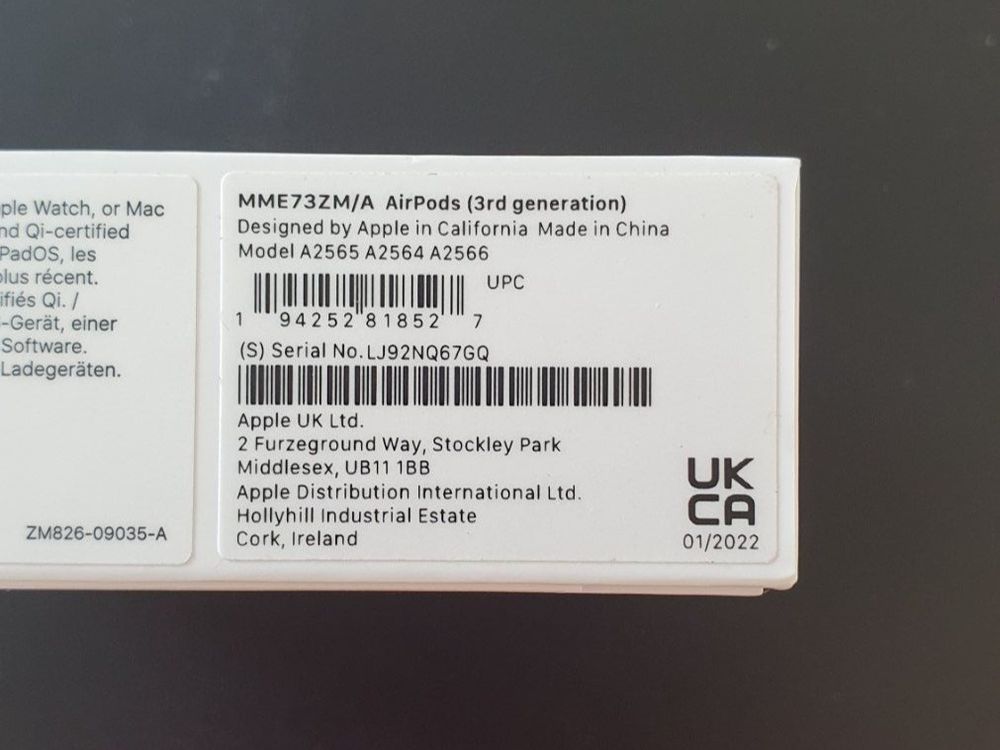 ple Watch, or Mac
nd Qi-certified
PadOS, les
plus récent.
ifiés Qi. /
-Gerät, einer
Software.
Ladegeräten.
ZM826-09035-A
MME73ZM/A AirPods (3rd generation)
Designed by Apple in California Made in China
Model A2565 A2564 A2566
UPC
1 94252 81852 7
(S) Serial No. LJ92NQ67GQ
Apple UK Ltd.
2 Furzeground Way, Stockley Park
Middlesex, UB11 1BB
Apple Distribution International Ltd.
Hollyhill Industrial Estate
Cork, Ireland
UK
CA
01/2022